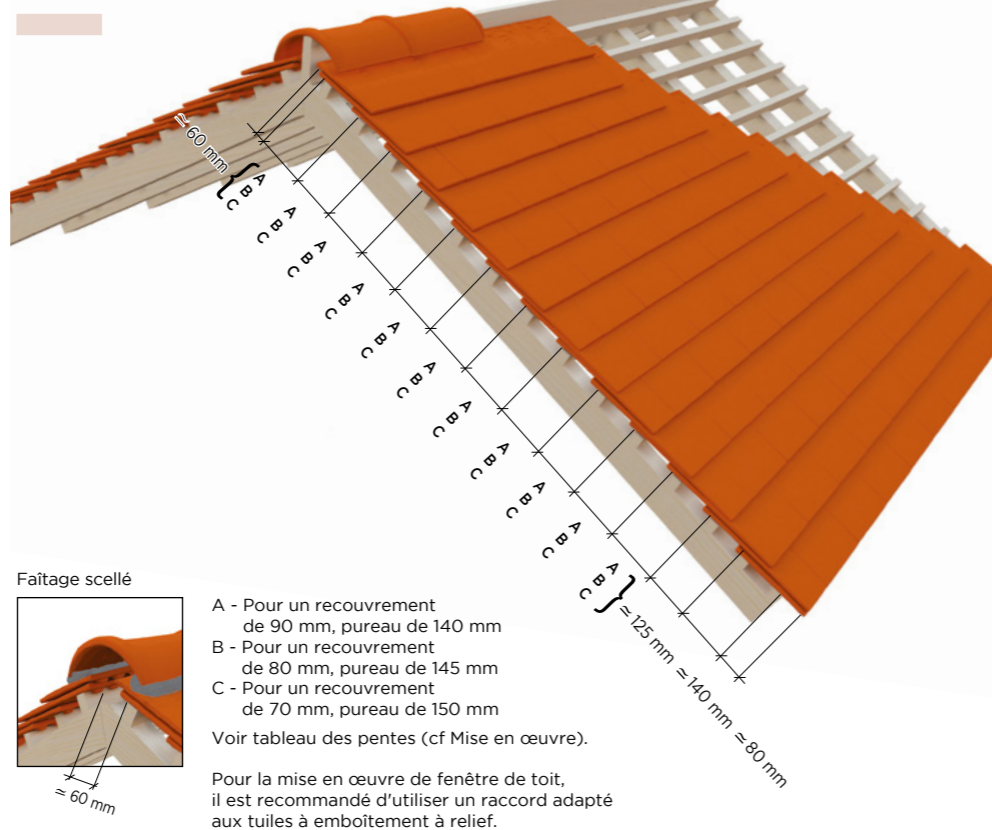 ≃ 60 mm
A B C
A B C
A B C
A B C
A B C
A B C
A B C
A B C
A B C
A B C
A B C
≃ 125 mm ≃ 140 mm ≃ 80 mm
Faîtage scellé
≃ 60 mm
A - Pour un recouvrement
de 90 mm, pureau de 140 mm
B - Pour un recouvrement
de 80 mm, pureau de 145 mm
C - Pour un recouvrement
de 70 mm, pureau de 150 mm
Voir tableau des pentes (cf Mise en œuvre).
Pour la mise en œuvre de fenêtre de toit,
il est recommandé d'utiliser un raccord adapté
aux tuiles à emboîtement à relief.